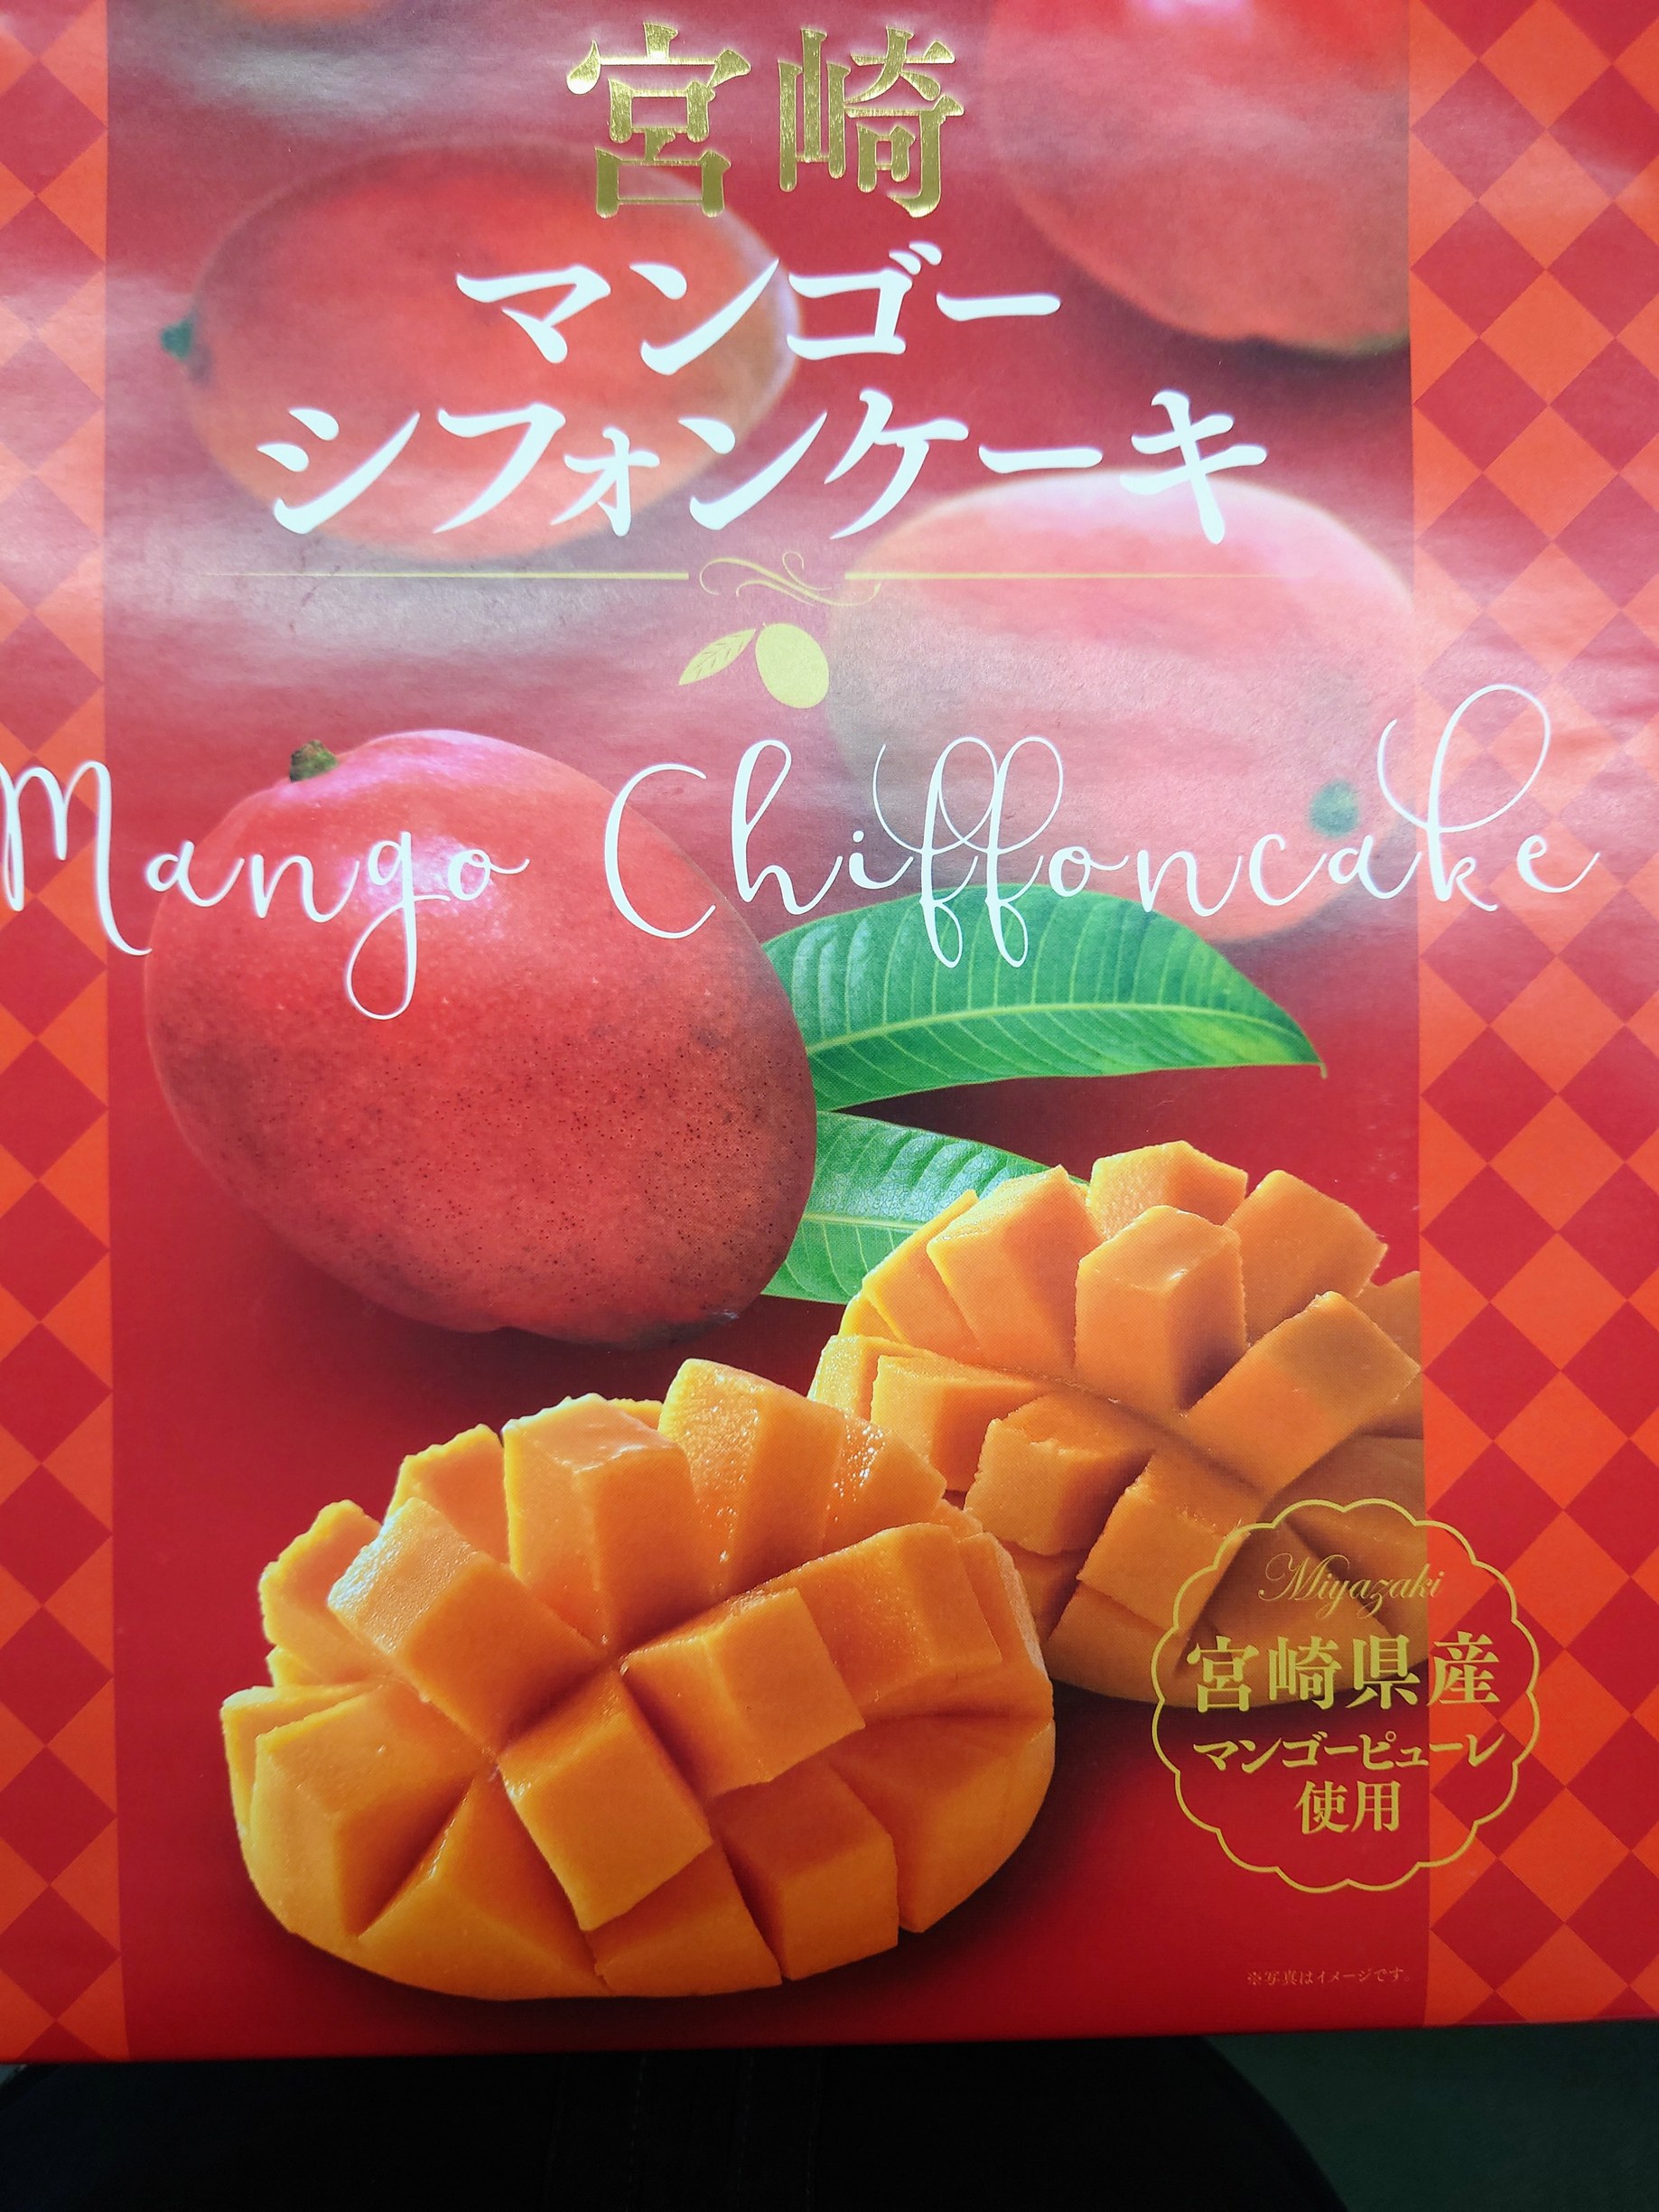 宮崎
マンゴー
シフォンケーキ
Mango Chiffoncake
Miyazaki
宮崎県産
マンゴーピューレ
使用
※写真はイメージです。